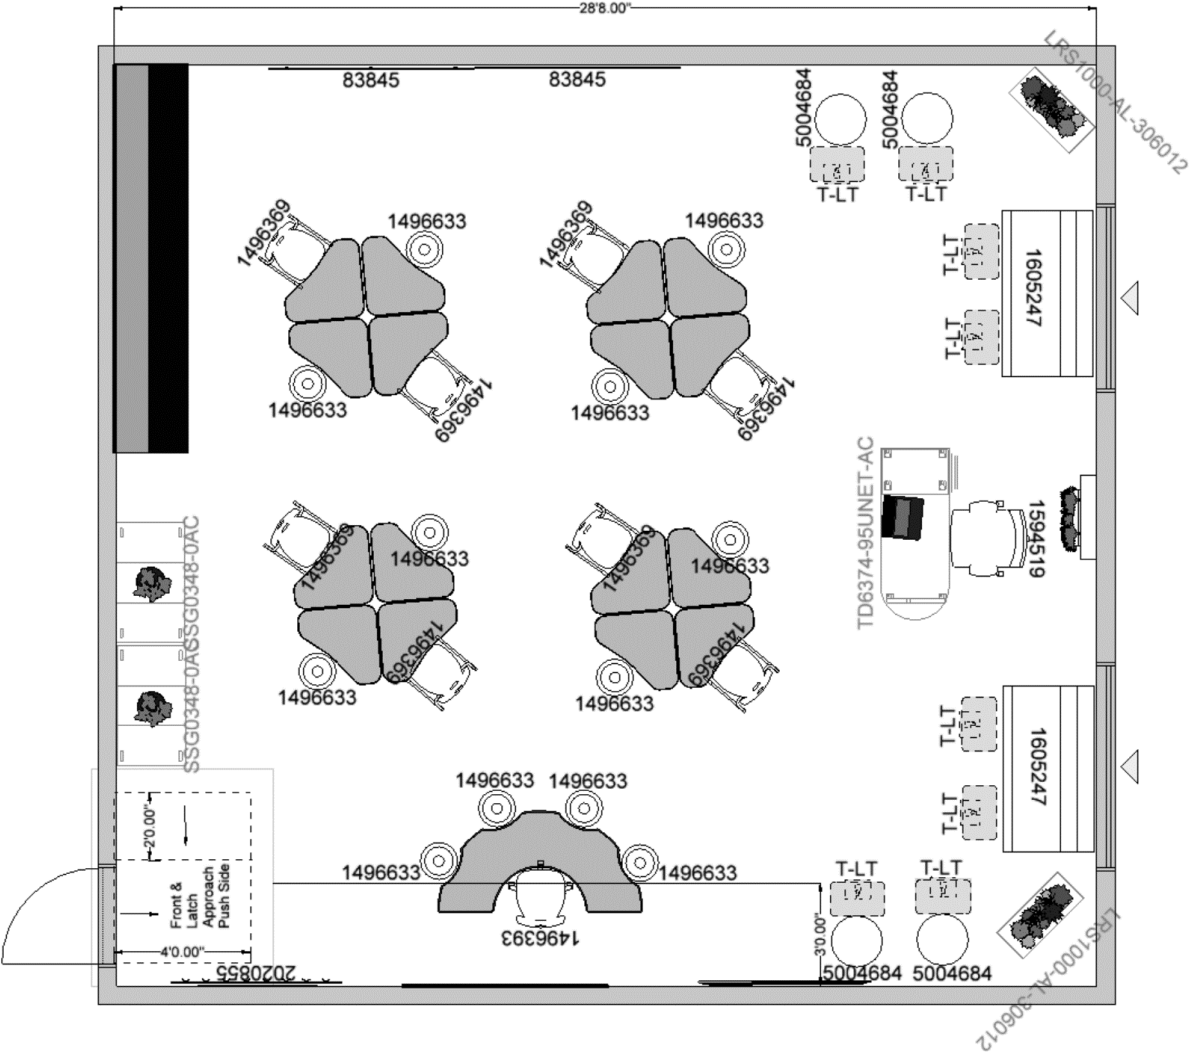 28'8.00"
83845
83845
5004684
5004684
LRS1000-AL-306012
T-LT
T-LT
1496369
1496633
1496369
1496633
T-LT
1605247
T-LT
1496633
1496369
1496633
1496369
TD6374-95UNET-AC
1594519
SSG0348-0AC
SSG0348-0AC
1496369
1496633
1496369
1496633
1496633
1496369
1496633
1496369
T-LT
1605247
T-LT
1496633
1496633
1496633
1496633
2'0.00"
Front &
Latch
Approach
Push Side
4'0.00"
1496393
3'0.00"
T-LT
T-LT
5004684
5004684
2020855
LRS1000-AL-306012